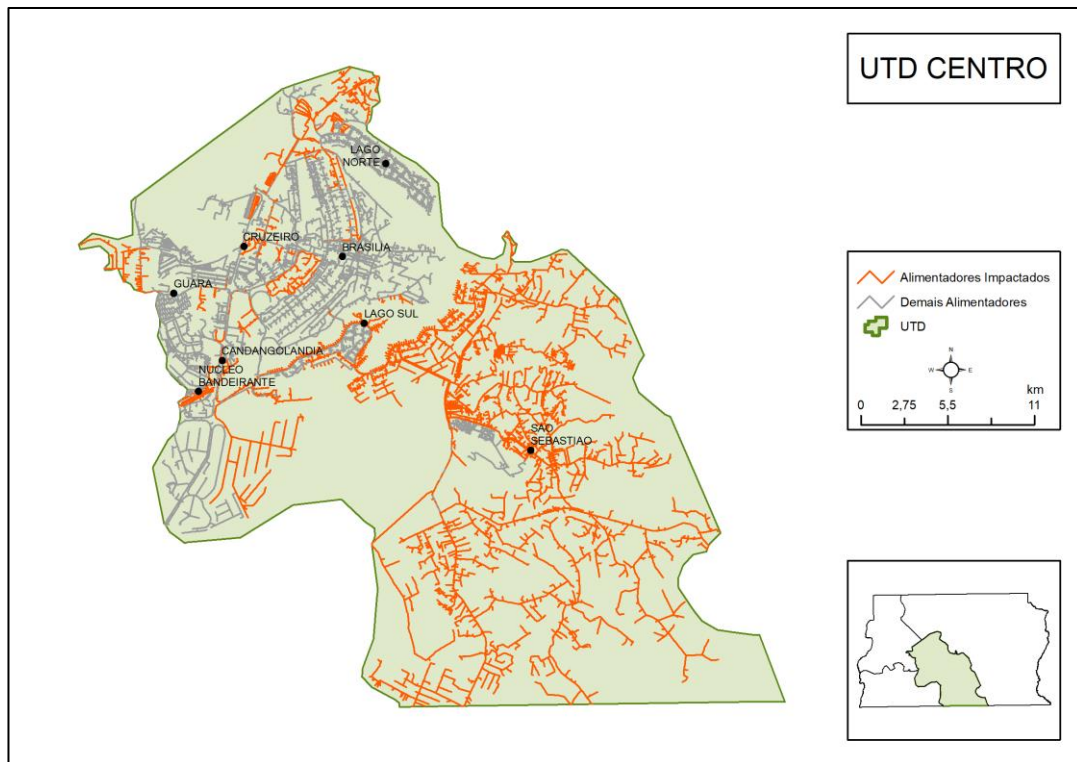 UTD CENTRO
LAGO
NORTE
CRUZEIRO
BRASILIA
GUARA
LAGO SUL
CANDANGOLANDIA
NUCLEO
BANDEIRANTE
SAO
SEBASTIAO
Alimentadores Impactados
Demais Alimentadores
UTD
N
W E
S
km
0 2,75 5,5 11